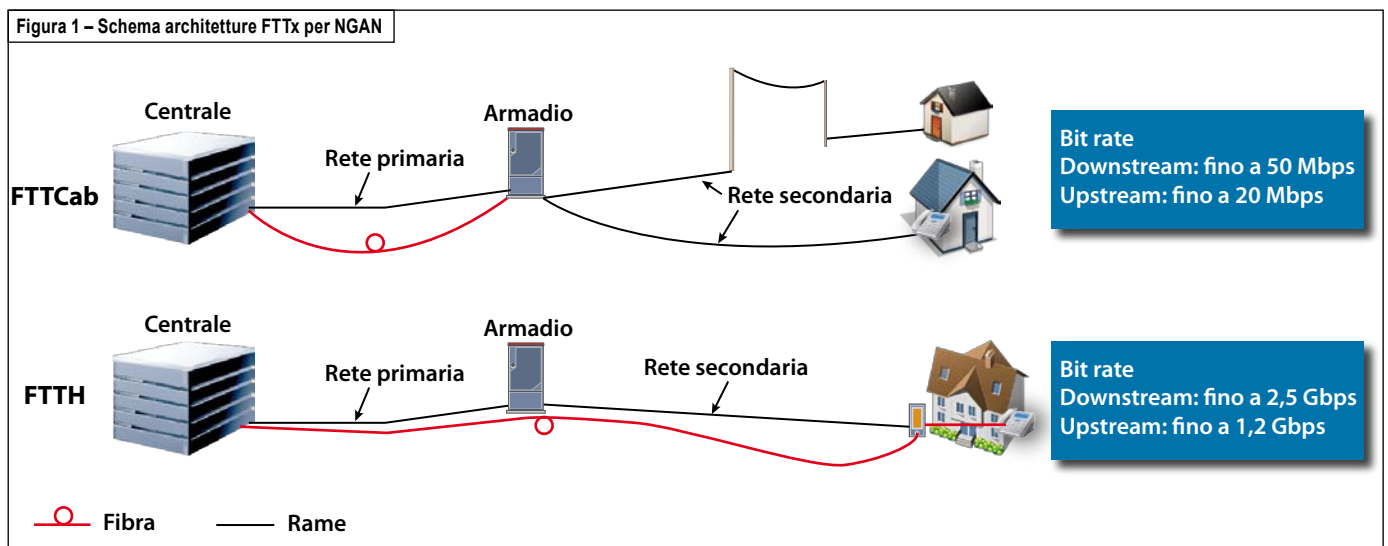 Figura 1 – Schema architetture FTTx per NGAN
FTTCab
Centrale
Rete primaria
Armadio
Rete secondaria
Bit rate
Downstream: fino a 50 Mbps
Upstream: fino a 20 Mbps
FTTH
Centrale
Rete primaria
Armadio
Rete secondaria
Bit rate
Downstream: fino a 2,5 Gbps
Upstream: fino a 1,2 Gbps
Fibra
Rame